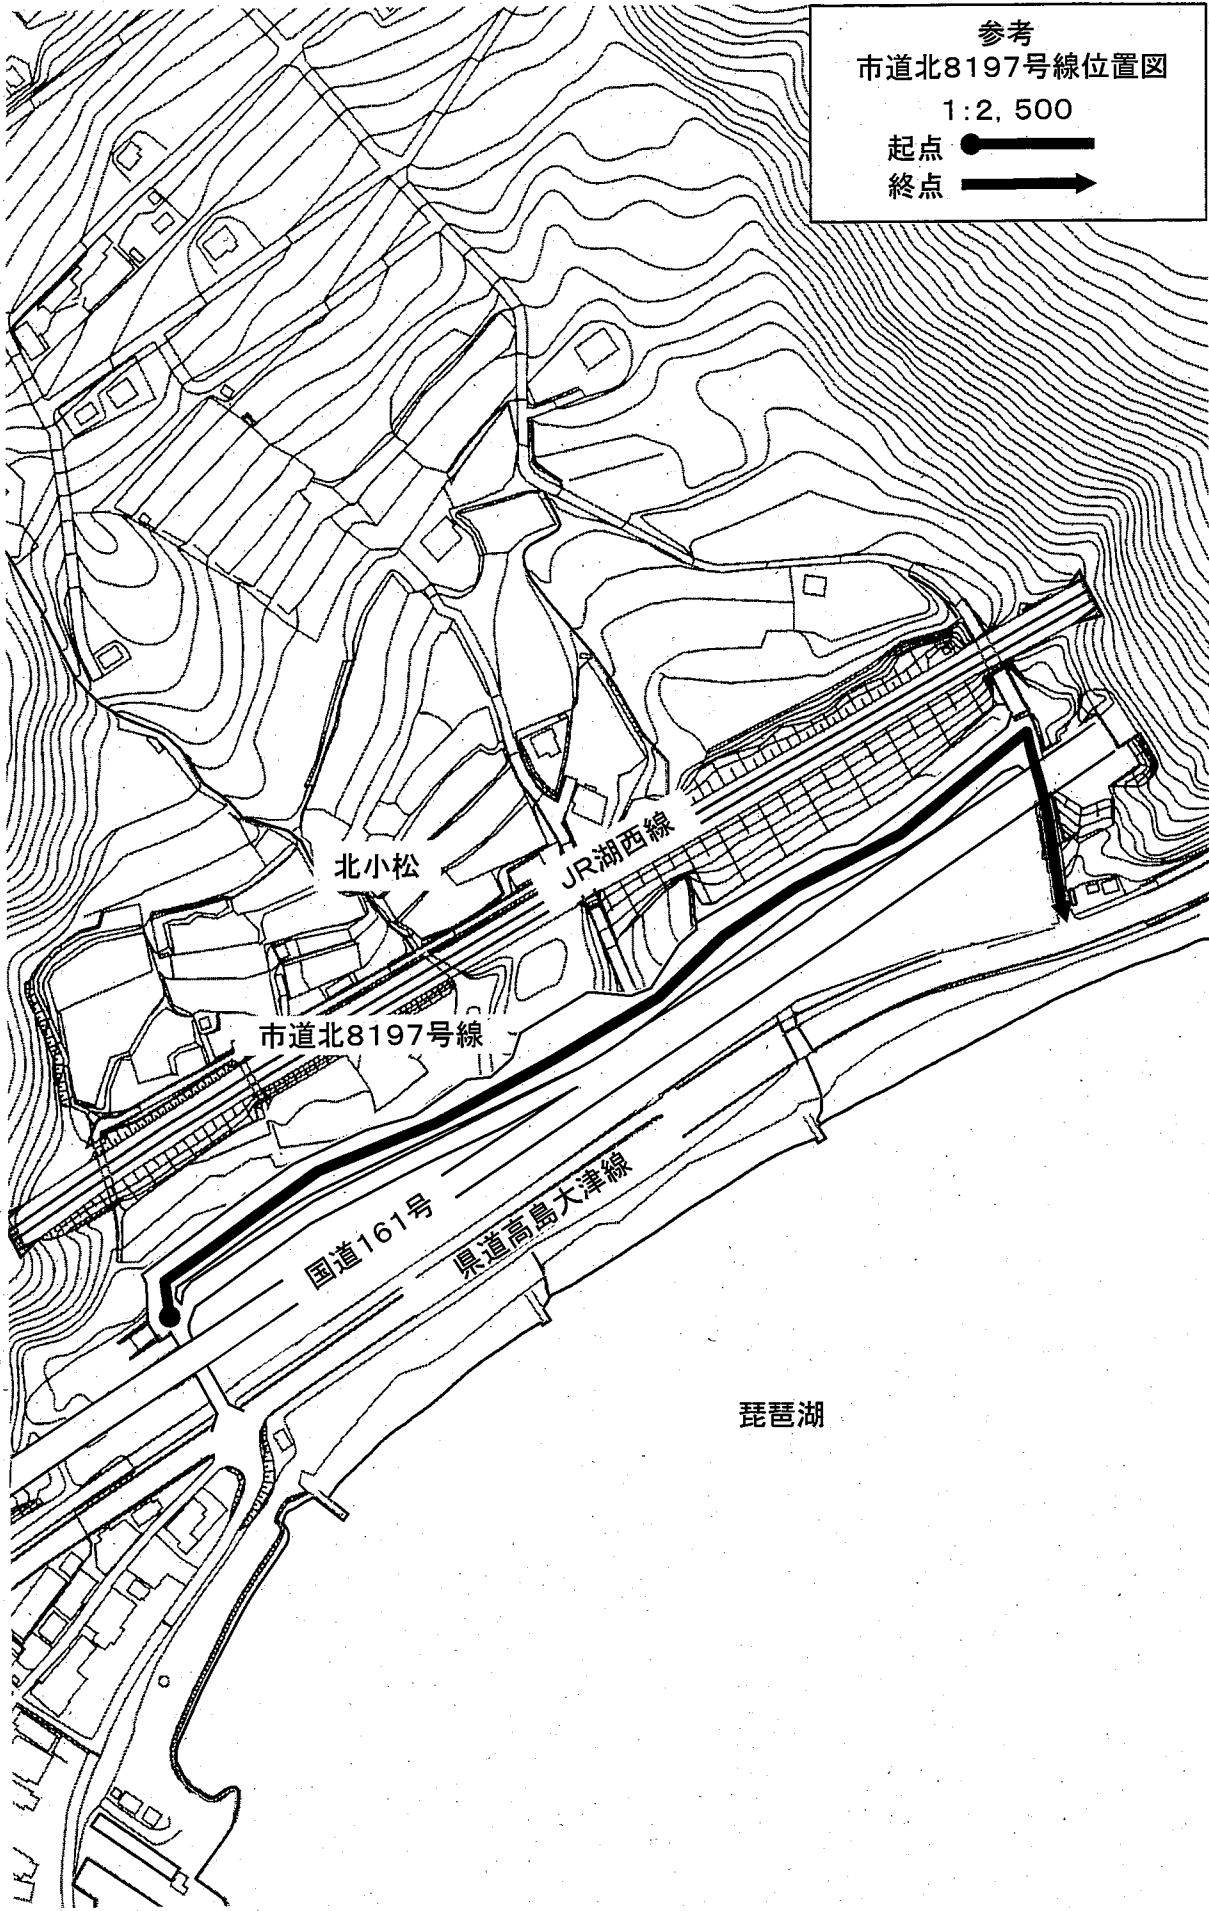 参考
市道北8197号線位置図
1:2,500
起点
終点
JR湖西線
北小松
市道北8197号線
国道161号
県道高島大津線
琵琶湖